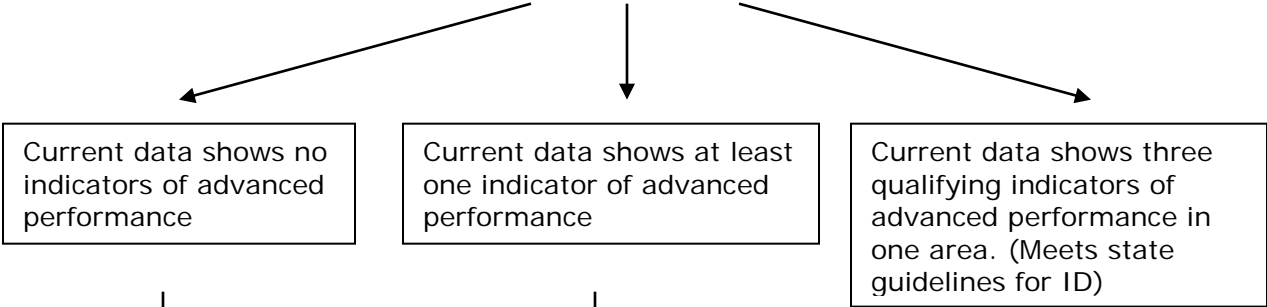 Current data shows no
indicators of advanced
performance
Current data shows at least
one indicator of advanced
performance
Current data shows three
qualifying indicators of
advanced performance in
one area. (Meets state
guidelines for ID)